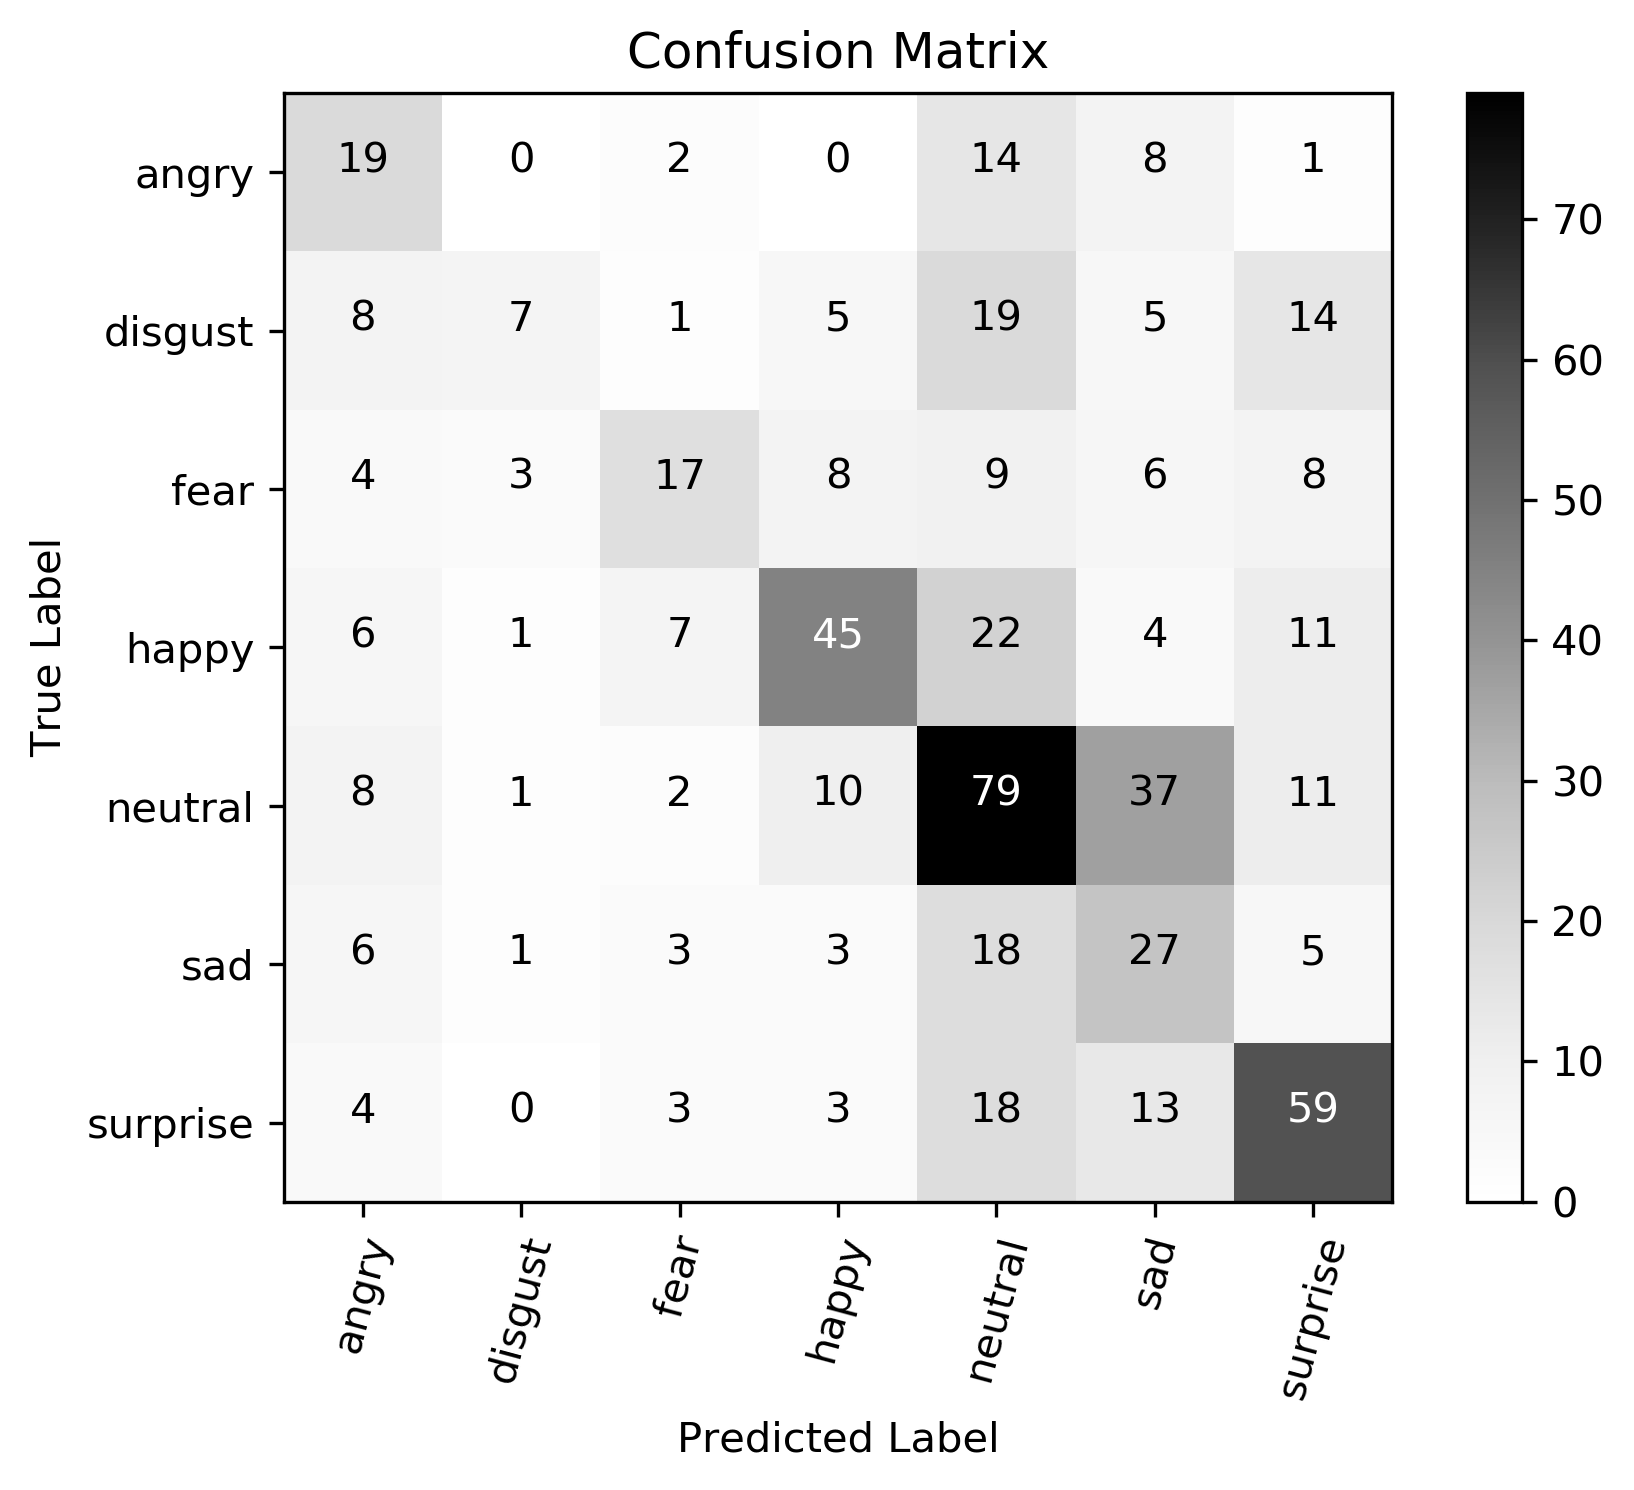 Confusion Matrix
angry 19 0 2 0 14 8 1
disgust 8 7 1 5 19 5 14
fear 4 3 17 8 9 6 8
happy 6 1 7 45 22 4 11
neutral 8 1 2 10 79 37 11
sad 6 1 3 3 18 27 5
surprise 4 0 3 3 18 13 59
True Label
angry disgust fear happy neutral sad surprise
Predicted Label
70
60
50
40
30
20
10
0